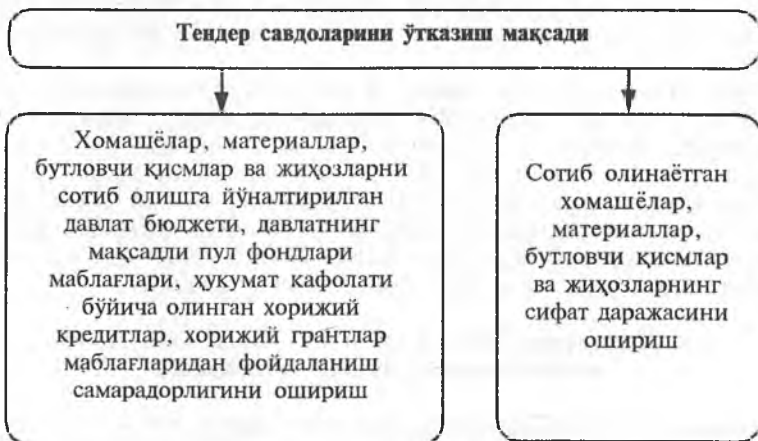 Тендер савдоларини ўтказиш мақсади
Хомашёлар, материаллар,
бутловчи қисмлар ва жиҳозларни
сотиб олишга йўналтирилган
давлат бюджети, давлатнинг
мақсадли пул фондлари
маблағлари, ҳукумат кафолати
бўйича олинган хорижий
кредитлар, хорижий грантлар
маблағларидан фойдаланиш
самарадорлигини ошириш
Сотиб олинаётган
хомашёлар,
материаллар,
бутловчи қисмлар
ва жиҳозларнинг
сифат даражасини
ошириш